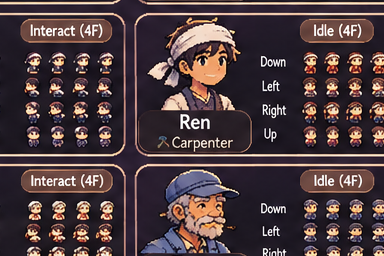 Interact (4F)
Idle (4F)
Down
Left
Right
Up
Ren
Carpenter
Interact (4F)
Idle (4F)
Down
Left
Right